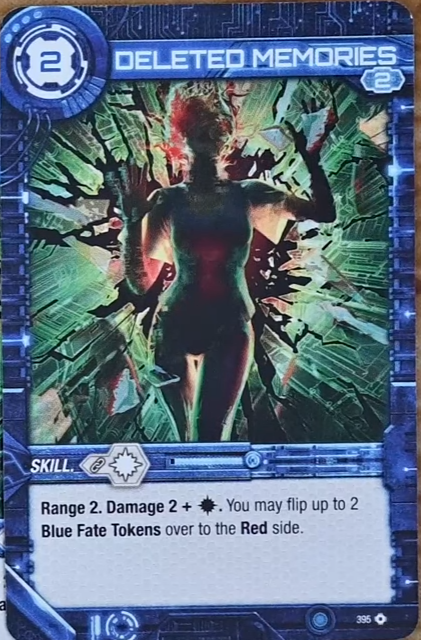 2
DELETED MEMORIES
2
SKILL.
Range 2. Damage 2 + . You may flip up to 2
Blue Fate Tokens over to the Red side.
395